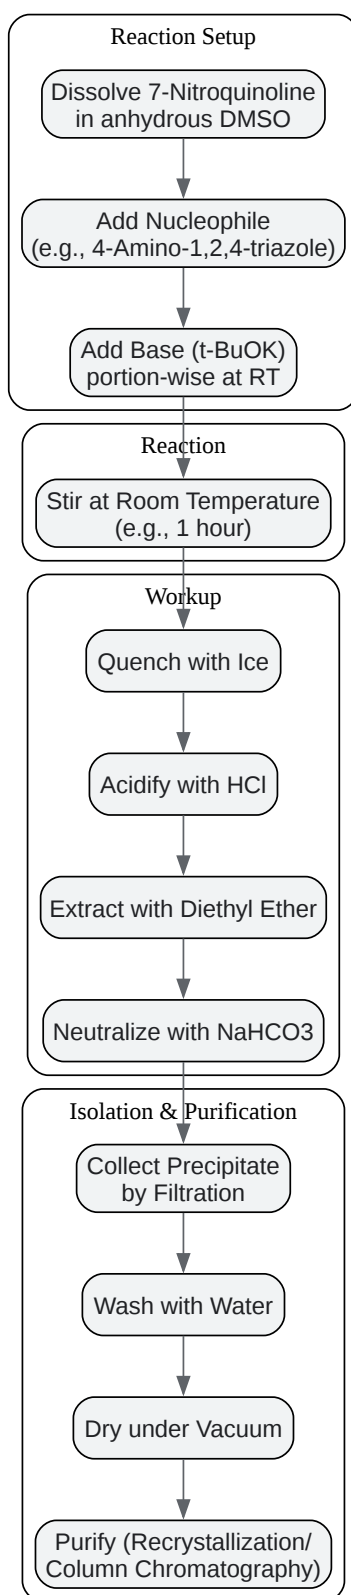 Reaction Setup
Dissolve 7-Nitroquinoline
in anhydrous DMSO
Add Nucleophile
(e.g., 4-Amino-1,2,4-triazole)
Add Base (t-BuOK)
portion-wise at RT
Reaction
Stir at Room Temperature
(e.g., 1 hour)
Workup
Quench with Ice
Acidify with HCl
Extract with Diethyl Ether
Neutralize with NaHCO3
Isolation & Purification
Collect Precipitate
by Filtration
Wash with Water
Dry under Vacuum
Purify (Recrystallization/
Column Chromatography)